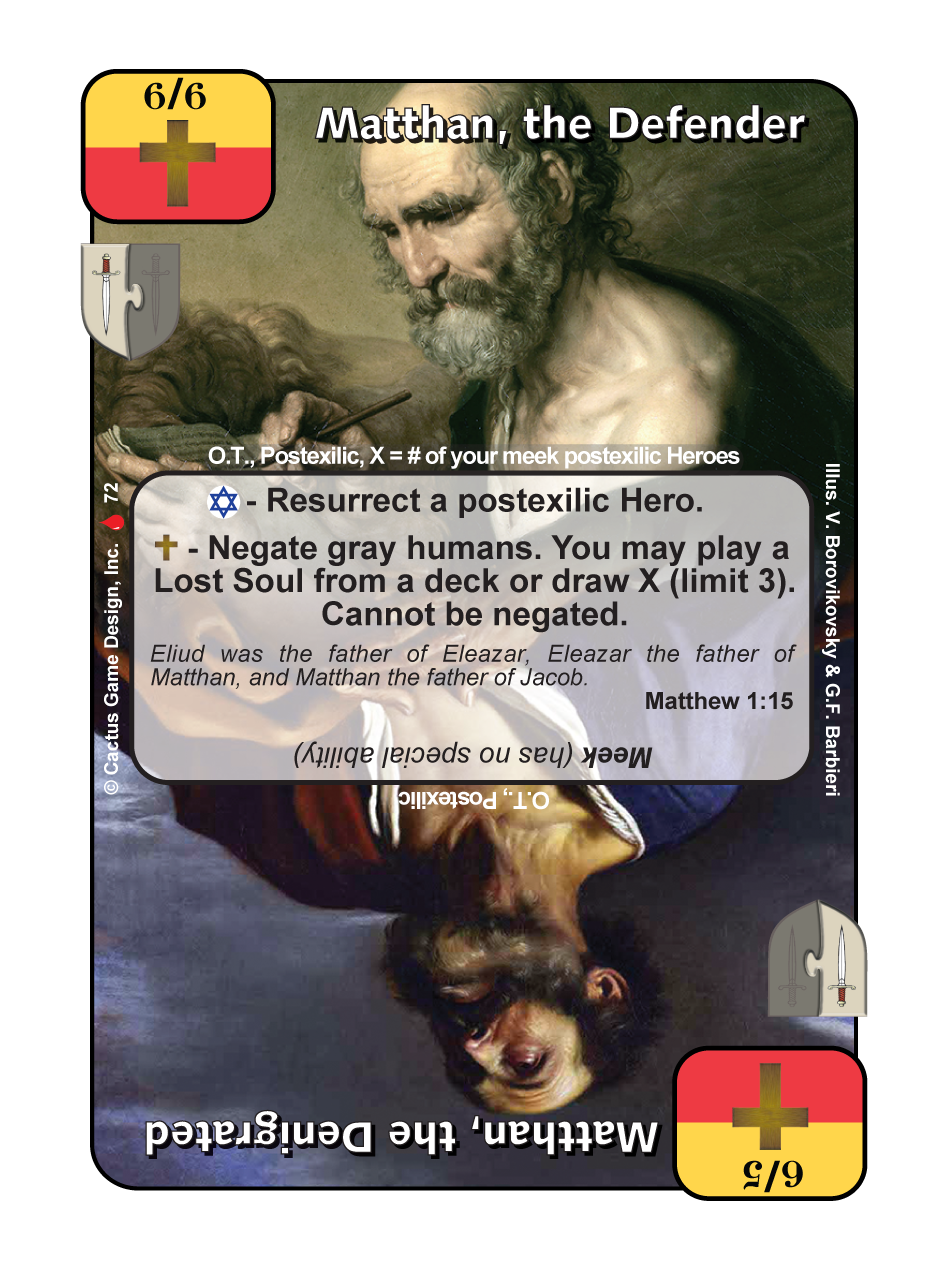 6/6
Matthan, the Defender
O.T., Postexilic, X = # of your meek postexilic Heroes
- Resurrect a postexilic Hero.
- Negate gray humans. You may play a
Lost Soul from a deck or draw X (limit 3).
Cannot be negated.
Eliud was the father of Eleazar, Eleazar the father of
Matthan, and Matthan the father of Jacob.
Matthew 1:15
Meek (has no special ability)
O.T., Postexilic
© Cactus Game Design, Inc. 72
Illus. V. Borovikovsky & G.F. Barbieri
Matthan, the Denigrated
6/5